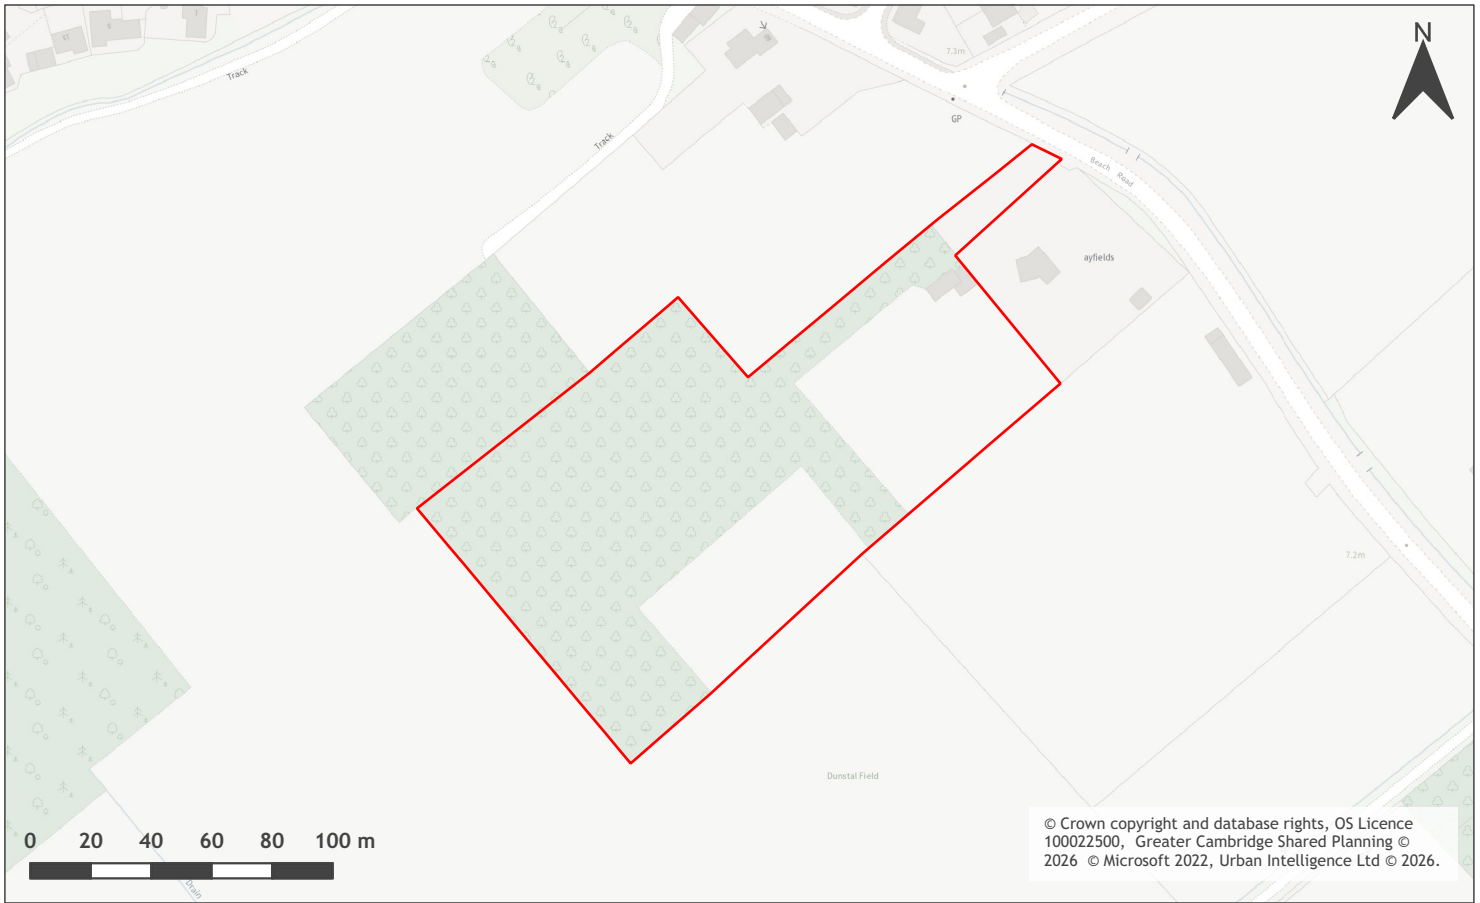 Track
Track
N
7.3m
GP
Beach Road
ayfields
7.2m
Dunstal Field
Drain
0 20 40 60 80 100 m
© Crown copyright and database rights, OS Licence
100022500, Greater Cambridge Shared Planning ©
2026 © Microsoft 2022, Urban Intelligence Ltd © 2026.